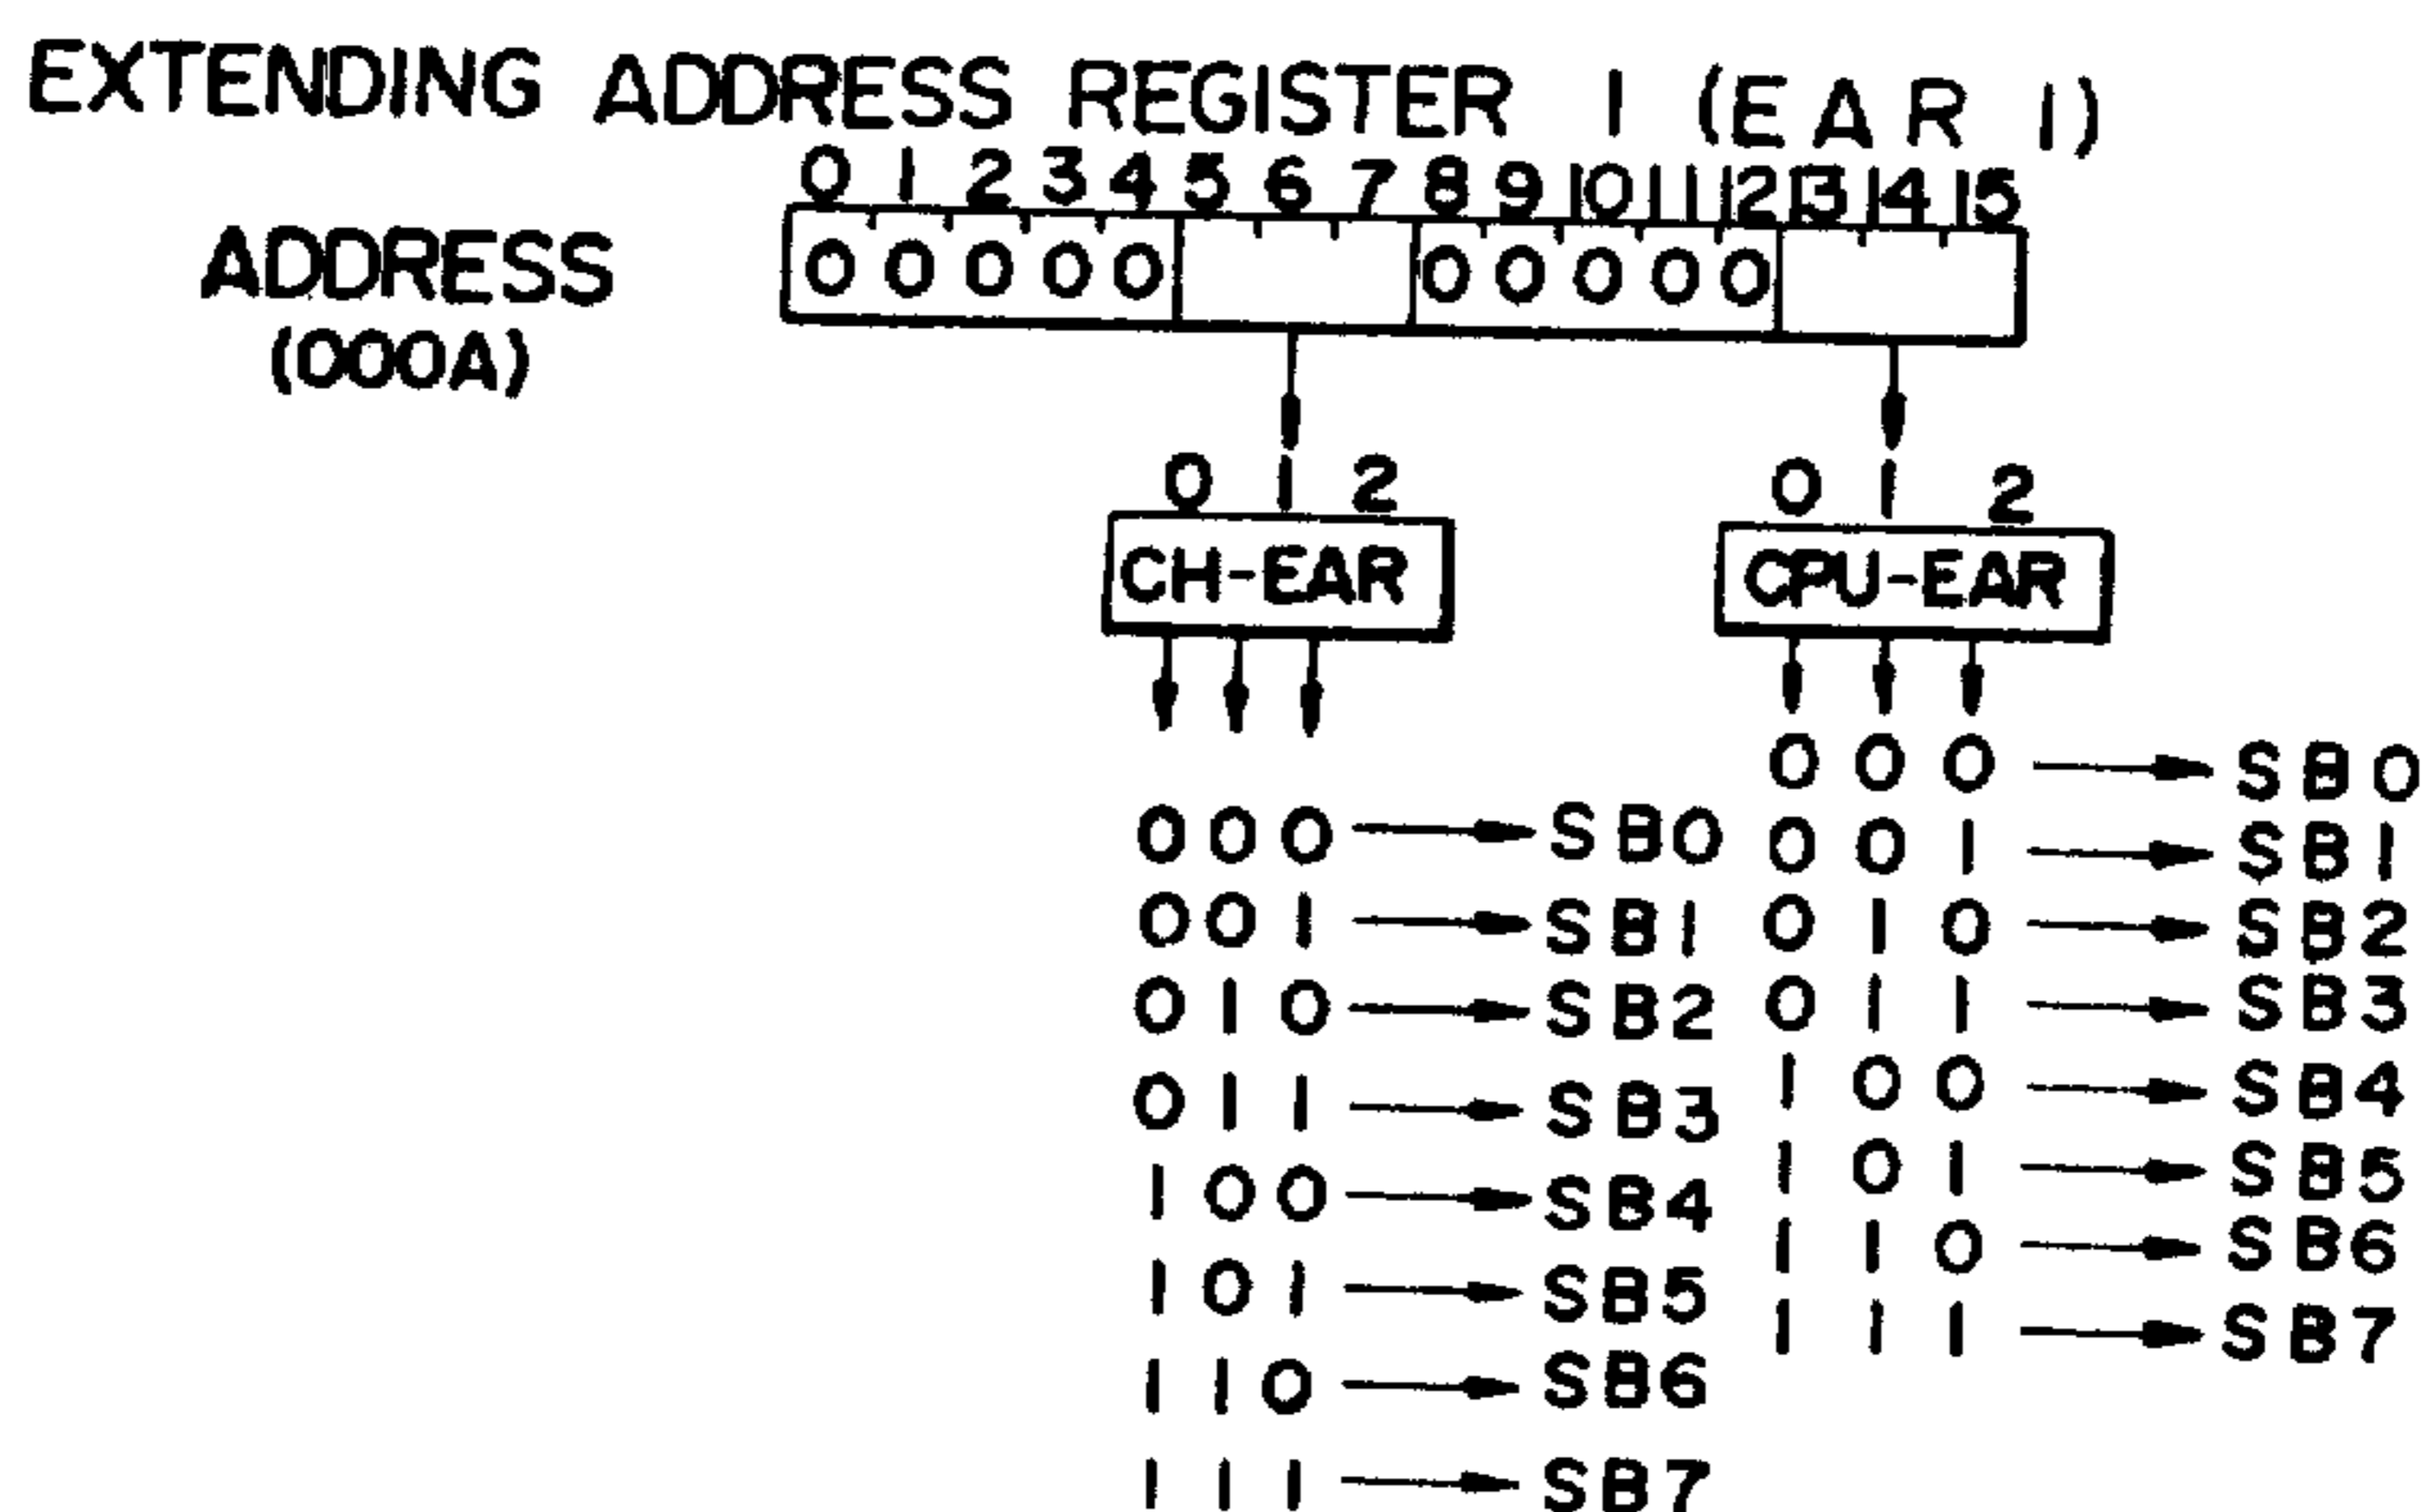 EXTENDING ADDRESS REGISTER 1 (EAR 1)
0 1 2 3 4 5 6 7 8 9 10 11 12 13 14 15
ADDRESS 0 0 0 0 0 0 0 0 0 0
(000A)
0 1 2 0 1 2
CH-EAR CPU-EAR
0 0 0 SB0
0 0 1 SB1
0 1 0 SB2
0 1 1 SB3
1 0 0 SB4
1 0 1 SB5
1 1 0 SB6
1 1 1 SB7
0 0 0 SB0
0 0 1 SB1
0 1 0 SB2
0 1 1 SB3
1 0 0 SB4
1 0 1 SB5
1 1 0 SB6
1 1 1 SB7